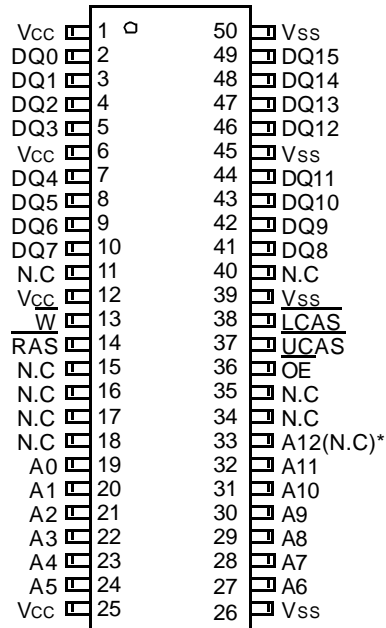 Vcc 1 50 Vss
DQ0 2 49 DQ15
DQ1 3 48 DQ14
DQ2 4 47 DQ13
DQ3 5 46 DQ12
Vcc 6 45 Vss
DQ4 7 44 DQ11
DQ5 8 43 DQ10
DQ6 9 42 DQ9
DQ7 10 41 DQ8
N.C 11 40 N.C
Vcc 12 39 Vss
W 13 38 LCAS
RAS 14 37 UCAS
N.C 15 36 OE
N.C 16 35 N.C
N.C 17 34 N.C
N.C 18 33 A12(N.C)*
A0 19 32 A11
A1 20 31 A10
A2 21 30 A9
A3 22 29 A8
A4 23 28 A7
A5 24 27 A6
Vcc 25 26 Vss